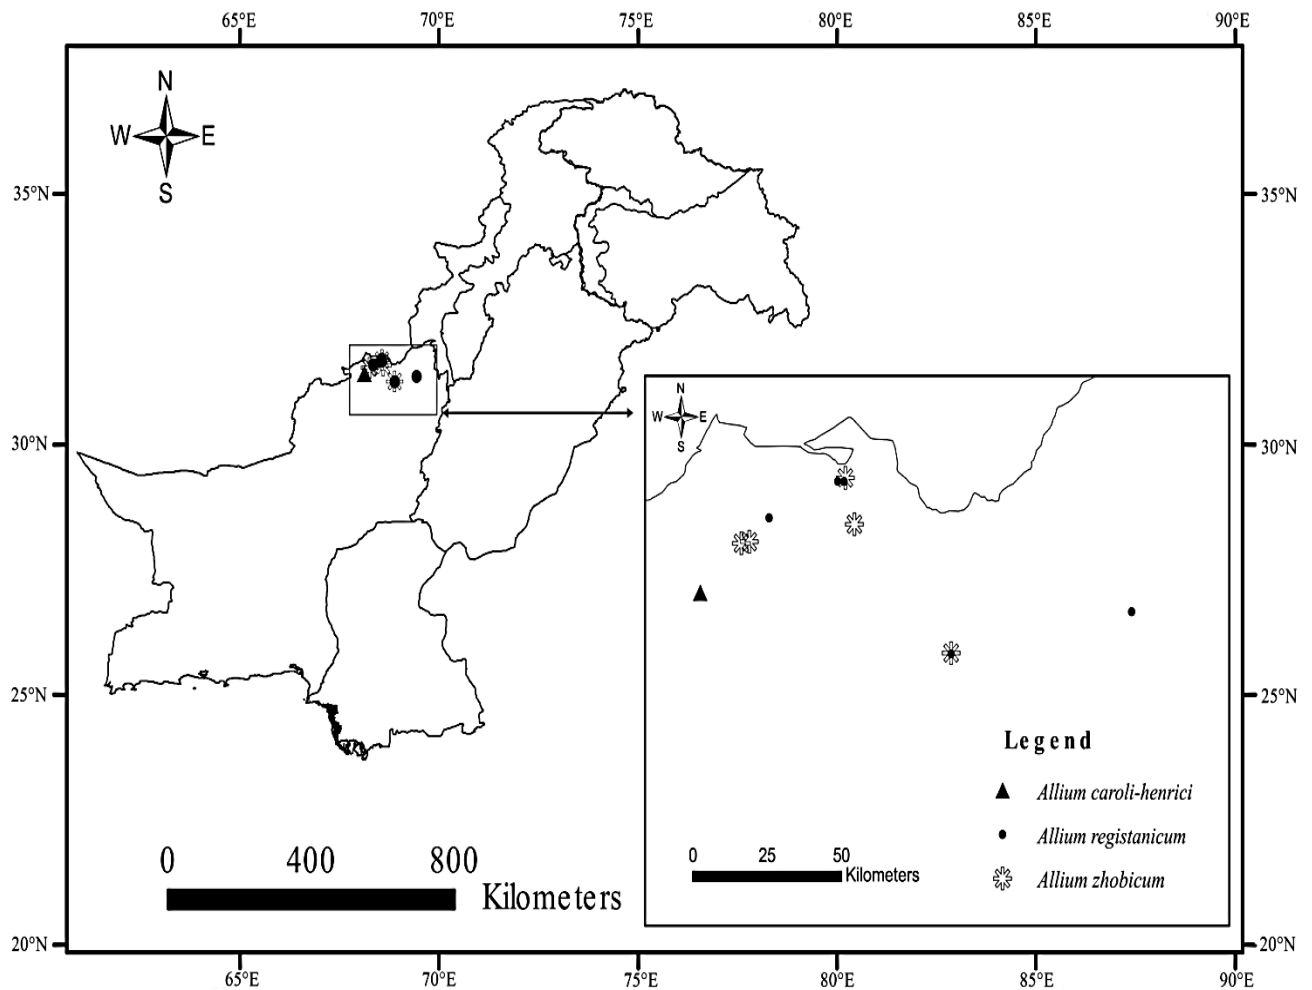 65°E 70°E 75°E 80°E 85°E 90°E
N
W E
S
35°N 35°N
N
W E
S
30°N 30°N
25°N 25°N
Legend
Allium caroli-henrici
Allium registanicum
Allium zhobicum
0 25 50
Kilometers
0 400 800
Kilometers
20°N 20°N
65°E 70°E 75°E 80°E 85°E 90°E